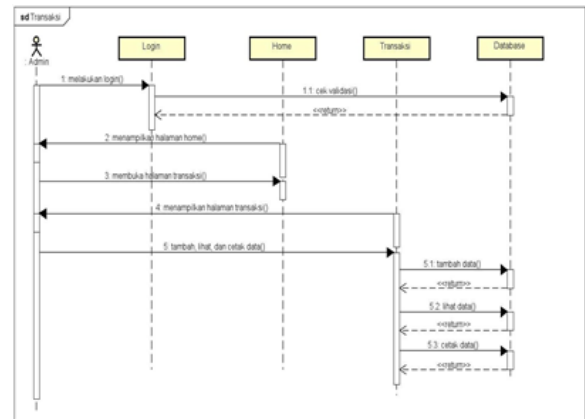 sd Transaksi
: Admin
Login
Home
Transaksi
Database
1: melakukan login()
1.1: cek validasi()
<<return>>
2: menampilkan halaman home()
3: membuka halaman transaksi()
4: menampilkan halaman transaksi()
5: tambah, lihat, dan cetak data()
5.1: tambah data()
<<return>>
5.2: lihat data()
<<return>>
5.3: cetak data()
<<return>>